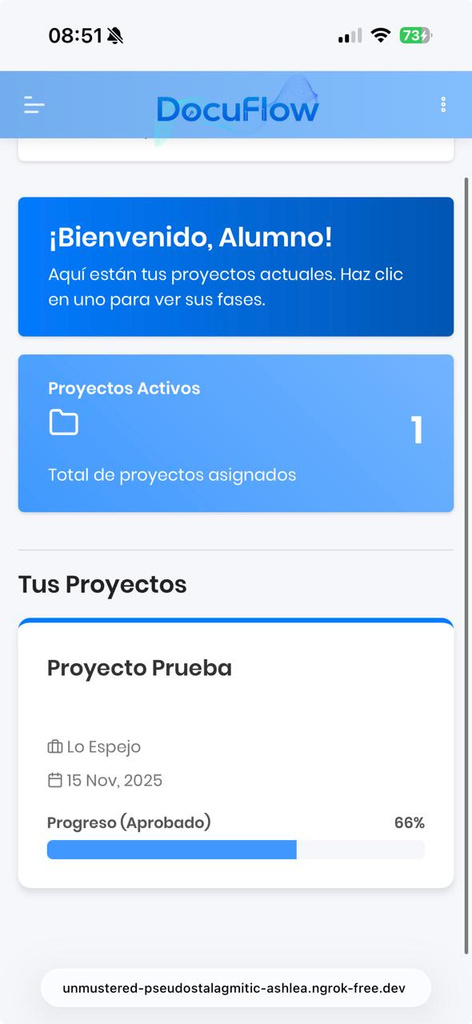 08:51
73
DocuFlow
¡Bienvenido, Alumno!
Aquí están tus proyectos actuales. Haz clic
en uno para ver sus fases.
Proyectos Activos
1
Total de proyectos asignados
Tus Proyectos
Proyecto Prueba
Lo Espejo
15 Nov, 2025
Progreso (Aprobado) 66%
unmustered-pseudostalagmitic-ashlea.ngrok-free.dev